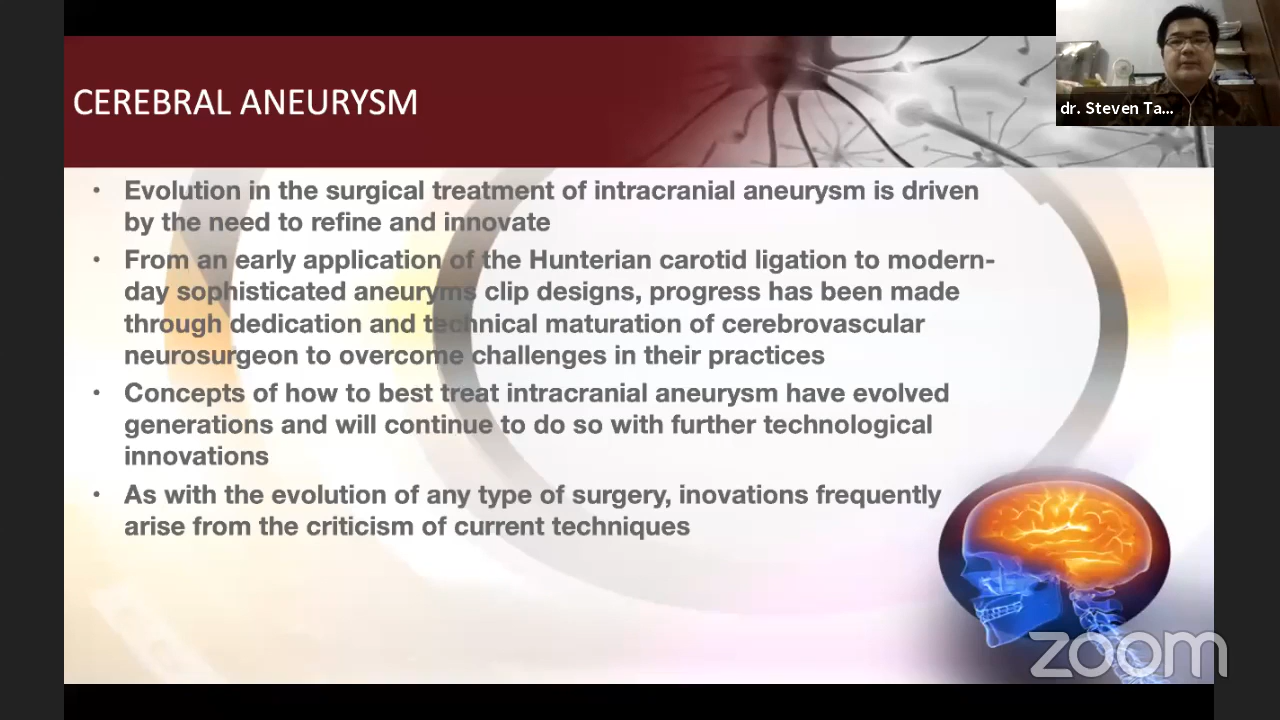 CEREBRAL ANEURYSM
dr. Steven Ta...
• Evolution in the surgical treatment of intracranial aneurysm is driven
by the need to refine and innovate
• From an early application of the Hunterian carotid ligation to modern-
day sophisticated aneuryms clip designs, progress has been made
through dedication and technical maturation of cerebrovascular
neurosurgeon to overcome challenges in their practices
• Concepts of how to best treat intracranial aneurysm have evolved
generations and will continue to do so with further technological
innovations
• As with the evolution of any type of surgery, inovations frequently
arise from the criticism of current techniques
zoom